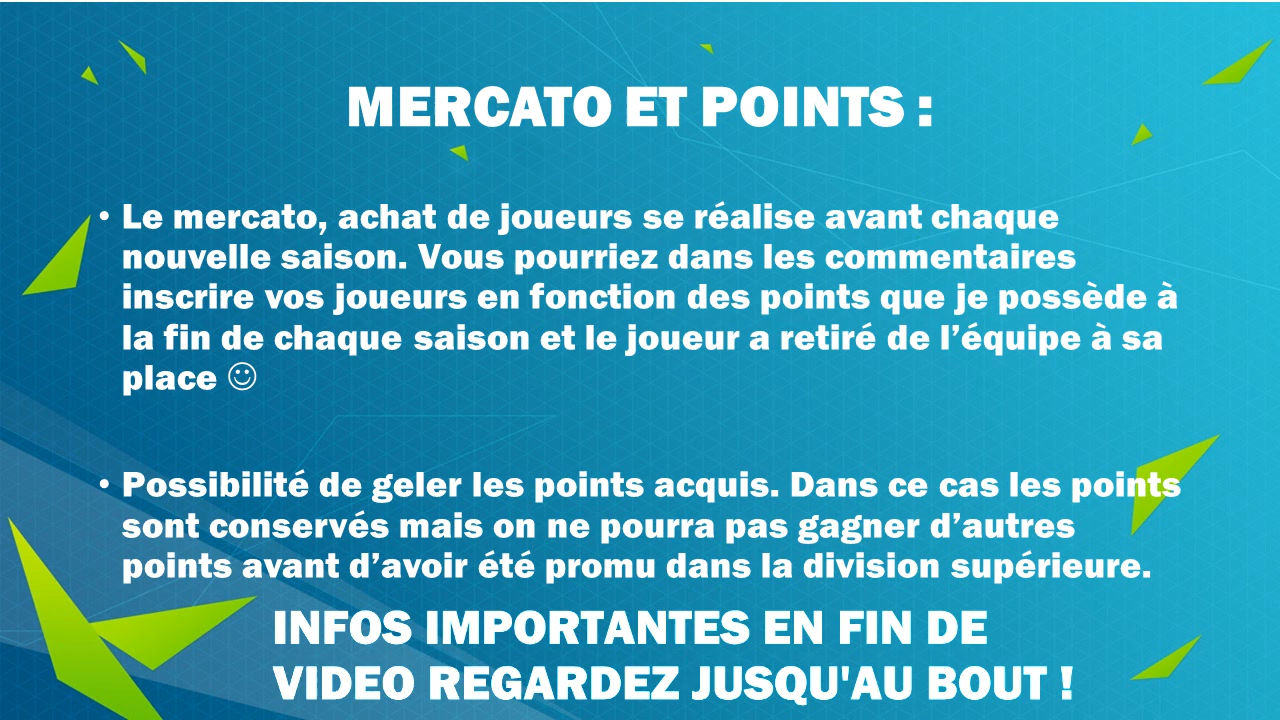 MERCATO ET POINTS :
• Le mercato, achat de joueurs se réalise avant chaque
nouvelle saison. Vous pourriez dans les commentaires
inscrire vos joueurs en fonction des points que je possède à
la fin de chaque saison et le joueur a retiré de l’équipe à sa
place ☺
• Possibilité de geler les points acquis. Dans ce cas les points
sont conservés mais on ne pourra pas gagner d’autres
points avant d’avoir été promu dans la division supérieure.
INFOS IMPORTANTES EN FIN DE
VIDEO REGARDEZ JUSQU'AU BOUT !